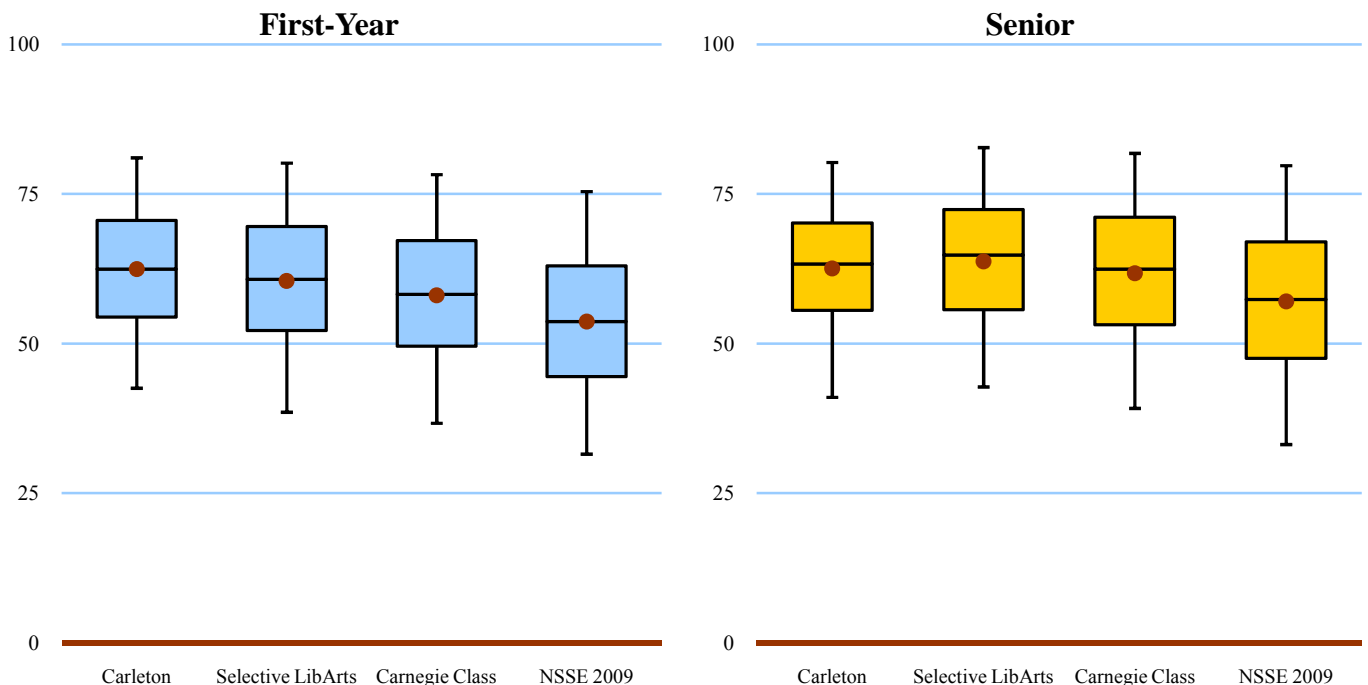 First-Year
100
75
50
25
0
Carleton
Selective LibArts
Carnegie Class
NSSE 2009
Senior
100
75
50
25
0
Carleton
Selective LibArts
Carnegie Class
NSSE 2009